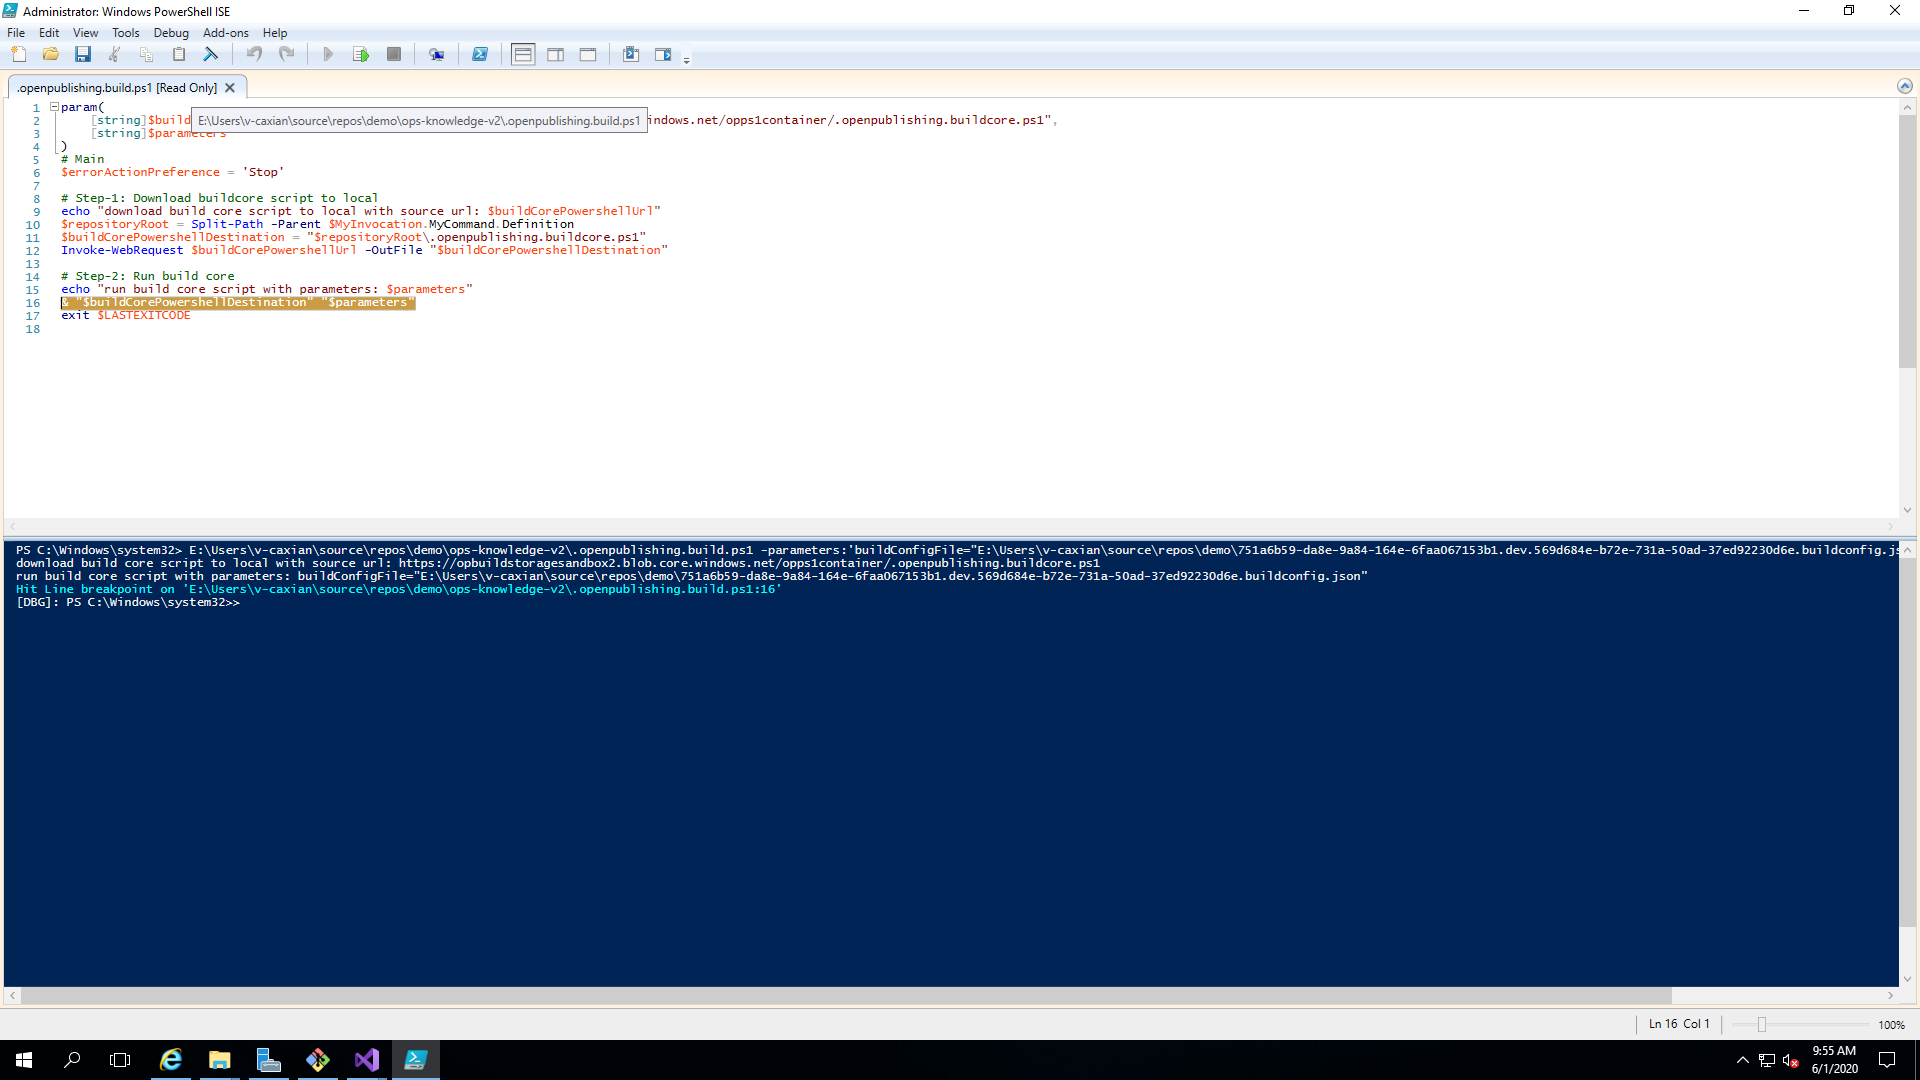 Administrator: Windows PowerShell ISE
File Edit View Tools Debug Add-ons Help
.openpublishing.build.ps1 [Read Only]
1 param(
2 [string]$build indows.net/opps1container/.openpublishing.buildcore.ps1",
E:\Users\v-caxian\source\repos\demo\ops-knowledge-v2\.openpublishing.build.ps1
3 [string]$parameters
4 )
5 # Main
6 $errorActionPreference = 'Stop'
7
8 # Step-1: Download buildcore script to local
9 echo "download build core script to local with source url: $buildCorePowershellUrl"
10 $repositoryRoot = Split-Path -Parent $MyInvocation.MyCommand.Definition
11 $buildCorePowershellDestination = "$repositoryRoot\.openpublishing.buildcore.ps1"
12 Invoke-WebRequest $buildCorePowershellUrl -OutFile "$buildCorePowershellDestination"
13
14 # Step-2: Run build core
15 echo "run build core script with parameters: $parameters"
16 & "$buildCorePowershellDestination" "$parameters"
17 exit $LASTEXITCODE
18
PS C:\Windows\system32> E:\Users\v-caxian\source\repos\demo\ops-knowledge-v2\.openpublishing.build.ps1 -parameters:'buildConfigFile="E:\Users\v-caxian\source\repos\demo\751a6b59-da8e-9a84-164e-6faa067153b1.dev.569d684e-b72e-731a-50ad-37ed92230d6e.buildconfig.js
download build core script to local with source url: https://opbuildstoragesandbox2.blob.core.windows.net/opps1container/.openpublishing.buildcore.ps1
run build core script with parameters: buildConfigFile="E:\Users\v-caxian\source\repos\demo\751a6b59-da8e-9a84-164e-6faa067153b1.dev.569d684e-b72e-731a-50ad-37ed92230d6e.buildconfig.json"
Hit Line breakpoint on 'E:\Users\v-caxian\source\repos\demo\ops-knowledge-v2\.openpublishing.build.ps1:16'
[DBG]: PS C:\Windows\system32>>
Ln 16 Col 1 100%
9:55 AM
6/1/2020